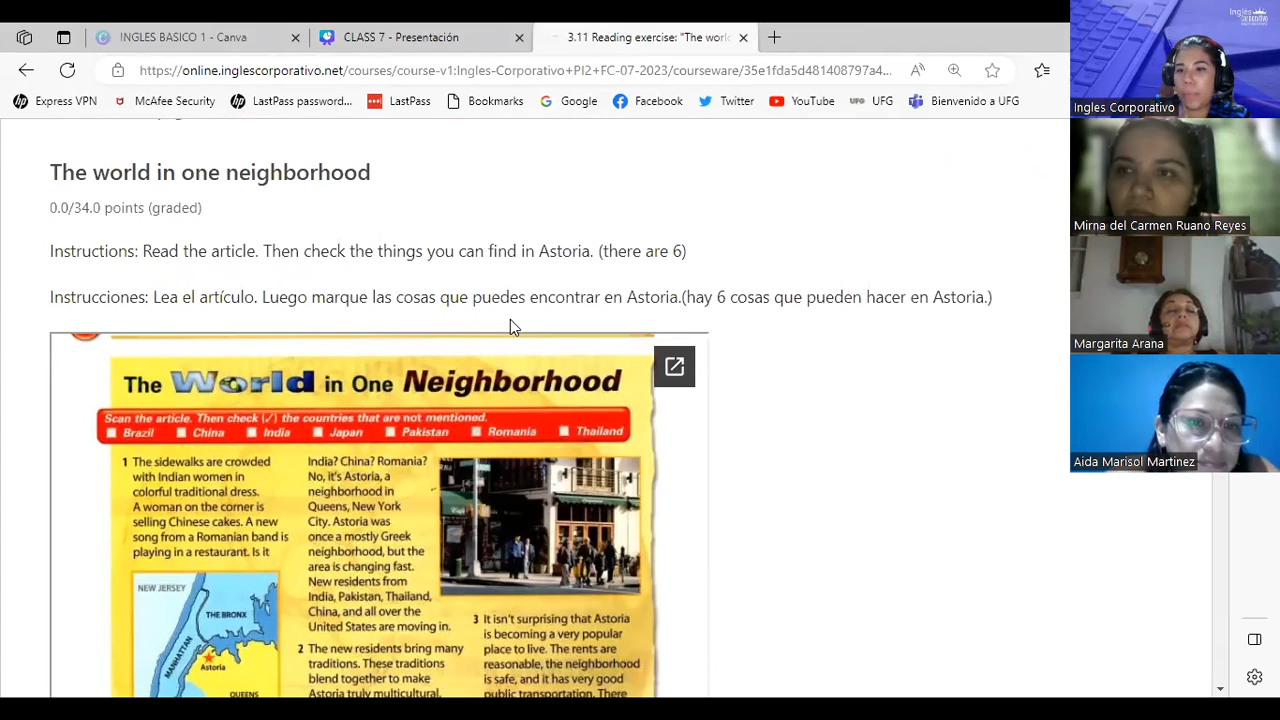 INGLES BASICO 1 - Canva
CLASS 7 - Presentación
3.11 Reading exercise: "The worl
https://online.inglescorporativo.net/courses/course-v1:Ingles-Corporativo+PI2+FC-07-2023/courseware/35e1fda5d481408797a4...
Express VPN
McAfee Security
LastPass password...
LastPass
Bookmarks
Google
Facebook
Twitter
YouTube
UFG
Bienvenido a UFG
The world in one neighborhood
0.0/34.0 points (graded)
Instructions: Read the article. Then check the things you can find in Astoria. (there are 6)
Instrucciones: Lea el artículo. Luego marque las cosas que puedes encontrar en Astoria.(hay 6 cosas que pueden hacer en Astoria.)
The World in One Neighborhood
Scan the article. Then check (✓) the countries that are not mentioned.
Brazil China India Japan Pakistan Romania Thailand
1 The sidewalks are crowded
with Indian women in
colorful traditional dress.
A woman on the corner is
selling Chinese cakes. A new
song from a Romanian band is
playing in a restaurant. Is it
India? China? Romania?
No, it's Astoria, a
neighborhood in
Queens, New York
City. Astoria was
once a mostly Greek
neighborhood, but the
area is changing fast.
New residents from
India, Pakistan, Thailand,
China, and all over the
United States are moving in.
2 The new residents bring many
traditions. These traditions
blend together to make
Astoria truly multicultural.
3 It isn't surprising that Astoria
is becoming a very popular
place to live. The rents are
reasonable, the neighborhood
is safe, and it has very good
public transportation. There
NEW JERSEY
THE BRONX
MANHATTAN
Astoria
QUEENS
Inglés
CORPORATIVO
Ingles Corporativo
Mirna del Carmen Ruano Reyes
Margarita Arana
Aida Marisol Martinez